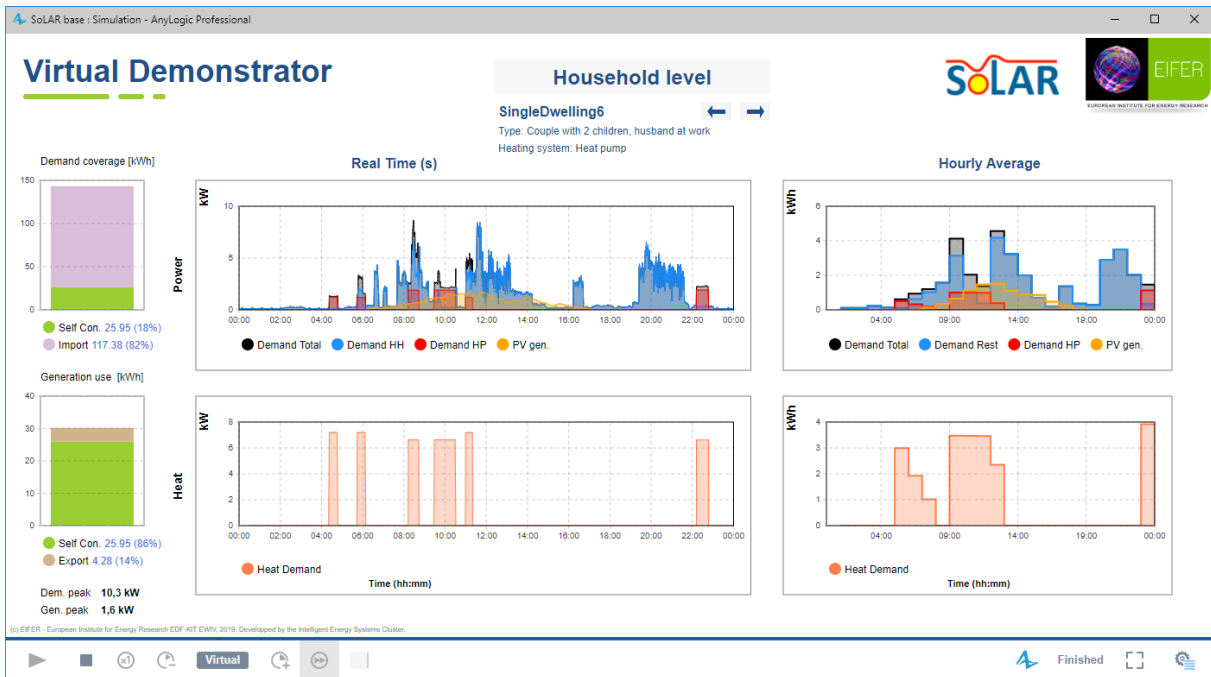 SoLAR base : Simulation - AnyLogic Professional
Virtual Demonstrator
Household level
SoLAR
EIFER
EUROPEAN INSTITUTE FOR ENERGY RESEARCH
SingleDwelling6
Type: Couple with 2 children, husband at work
Heating system: Heat pump
Demand coverage [kWh]
150
100
50
0
Self Con. 25.95 (18%)
Import 117.38 (82%)
Real Time (s)
Power
kW
10
5
0
00:00 02:00 04:00 06:00 08:00 10:00 12:00 14:00 16:00 18:00 20:00 22:00 00:00
Demand Total Demand HH Demand HP PV gen.
Hourly Average
kWh
6
4
2
0
04:00 09:00 14:00 19:00 00:00
Demand Total Demand Rest Demand HP PV gen.
Generation use [kWh]
40
30
20
10
0
Self Con. 25.95 (86%)
Export 4.28 (14%)
Dem. peak 10,3 kW
Gen. peak 1,6 kW
Heat
kW
8
6
4
2
0
00:00 02:00 04:00 06:00 08:00 10:00 12:00 14:00 16:00 18:00 20:00 22:00 00:00
Heat Demand
Time (hh:mm)
kWh
4
3
2
1
0
04:00 09:00 14:00 19:00 00:00
Heat Demand
Time (hh:mm)
(c) EIFER - European Institute for Energy Research EDF-KIT EWIV, 2019. Developped by the Intelligent Energy Systems Cluster.
x1
Virtual
Finished